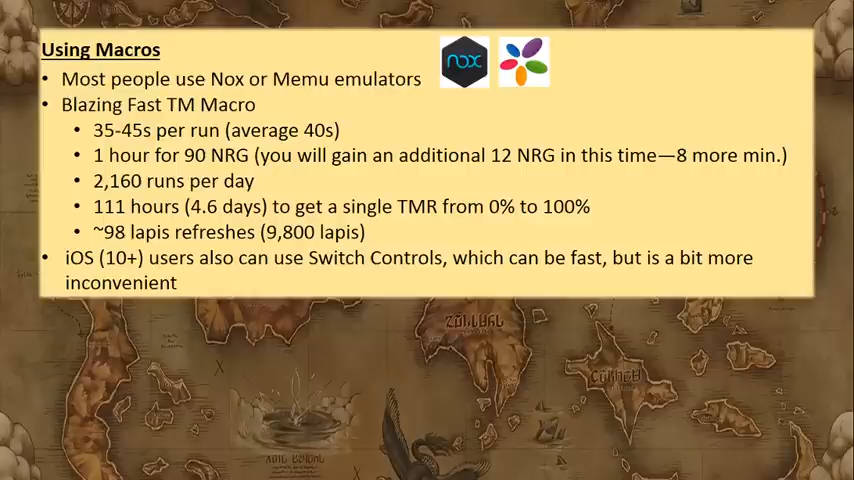 Using Macros
nox
• Most people use Nox or Memu emulators
• Blazing Fast TM Macro
• 35-45s per run (average 40s)
• 1 hour for 90 NRG (you will gain an additional 12 NRG in this time—8 more min.)
• 2,160 runs per day
• 111 hours (4.6 days) to get a single TMR from 0% to 100%
• ~98 lapis refreshes (9,800 lapis)
• iOS (10+) users also can use Switch Controls, which can be fast, but is a bit more
inconvenient